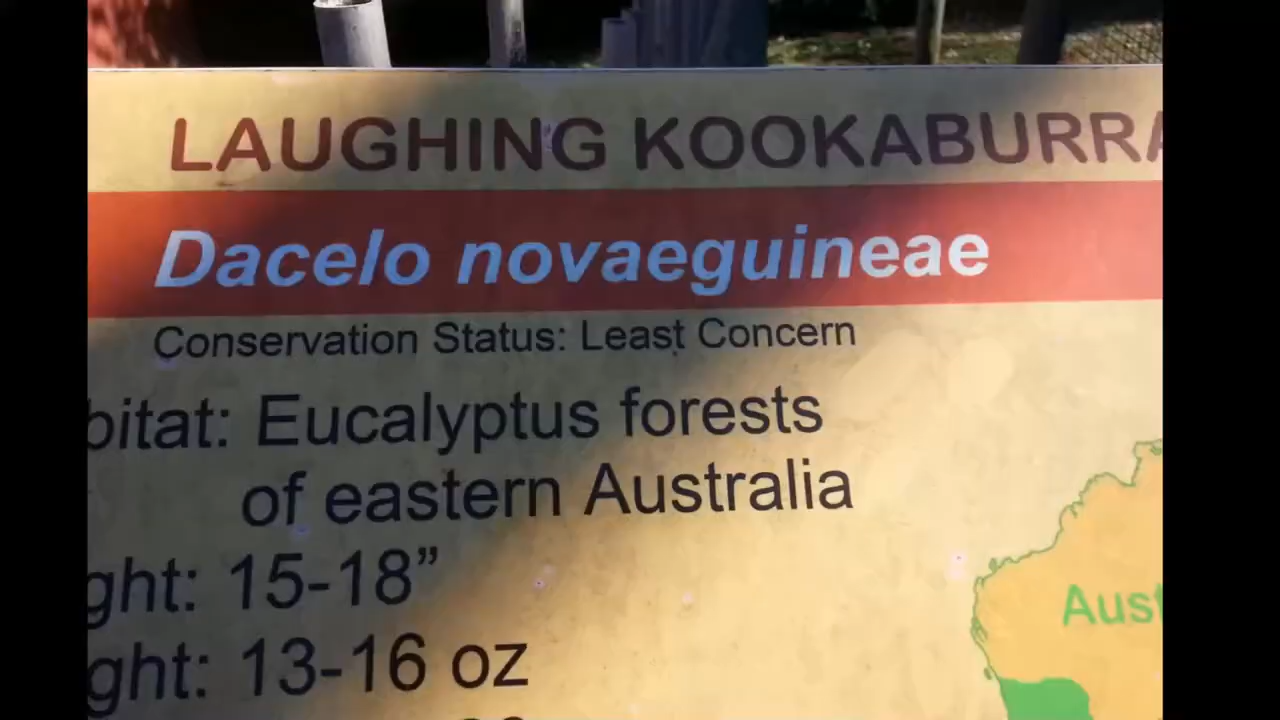 LAUGHING KOOKABURRA
Dacelo novaeguineae
Conservation Status: Least Concern
bitat: Eucalyptus forests
of eastern Australia
ght: 15-18”
ght: 13-16 oz
Aust